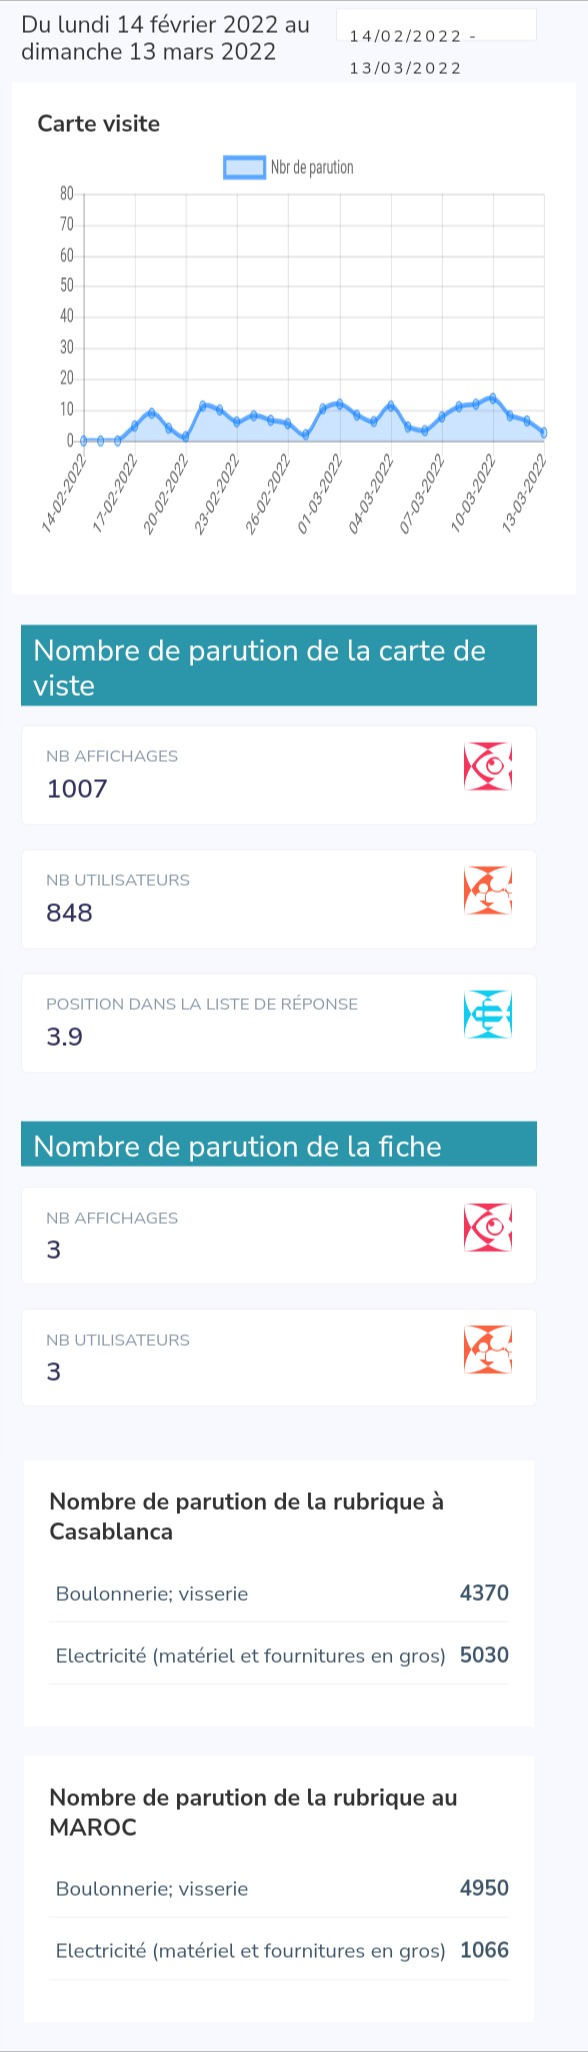 Du lundi 14 février 2022 au
dimanche 13 mars 2022
14/02/2022 -
13/03/2022
Carte visite
Nbr de parution
80
70
60
50
40
30
20
10
0
14-02-2022
17-02-2022
20-02-2022
23-02-2022
26-02-2022
01-03-2022
04-03-2022
07-03-2022
10-03-2022
13-03-2022
Nombre de parution de la carte de
viste
NB AFFICHAGES
1007
NB UTILISATEURS
848
POSITION DANS LA LISTE DE RÉPONSE
3.9
Nombre de parution de la fiche
NB AFFICHAGES
3
NB UTILISATEURS
3
Nombre de parution de la rubrique à
Casablanca
Boulonnerie; visserie 4370
Electricité (matériel et fournitures en gros) 5030
Nombre de parution de la rubrique au
MAROC
Boulonnerie; visserie 4950
Electricité (matériel et fournitures en gros) 1066